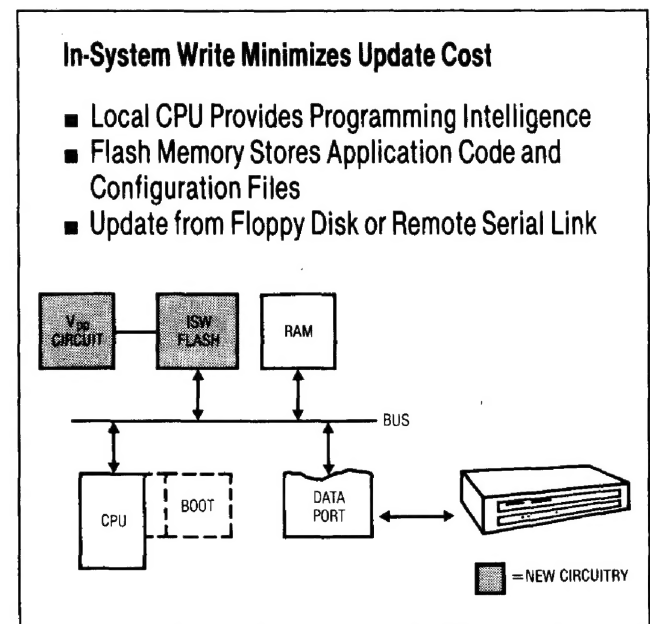 In-System Write Minimizes Update Cost
■ Local CPU Provides Programming Intelligence
■ Flash Memory Stores Application Code and
Configuration Files
■ Update from Floppy Disk or Remote Serial Link
Vpp
CIRCUIT
ISW
FLASH
RAM
BUS
CPU
BOOT
DATA
PORT
=NEW CIRCUITRY